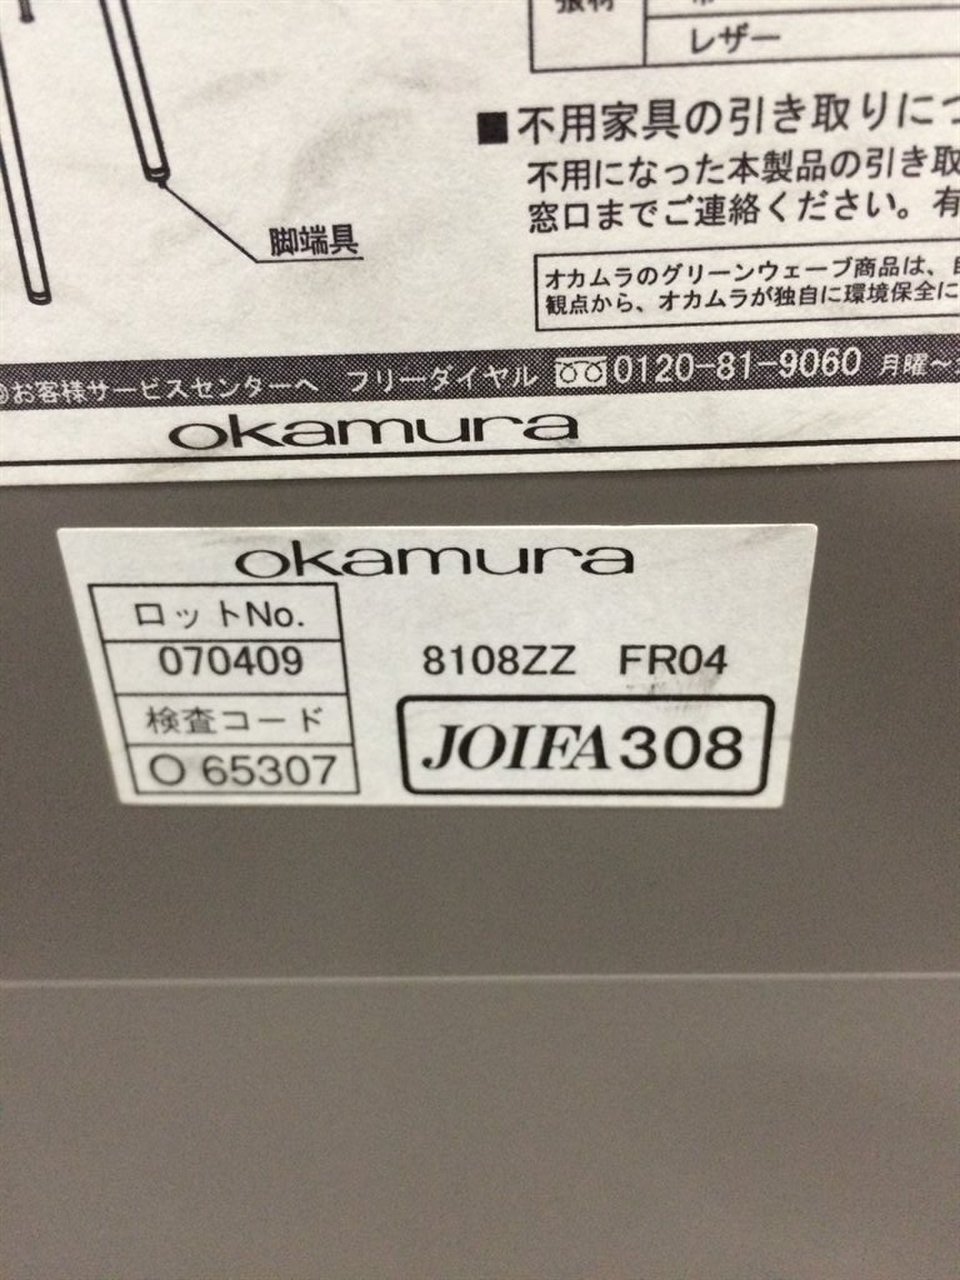 張材
レザー
■不用家具の引き取りにつ
不用になった本製品の引き取
窓口までご連絡ください。有
脚端具
オカムラのグリーンウェーブ商品は、
観点から、オカムラが独自に環境保全に
お客様サービスセンターへ フリーダイヤル 0120-81-9060 月曜～
okamura
okamura
ロットNo.
070409
8108ZZ FR04
検査コード
O 65307
JOIFA308